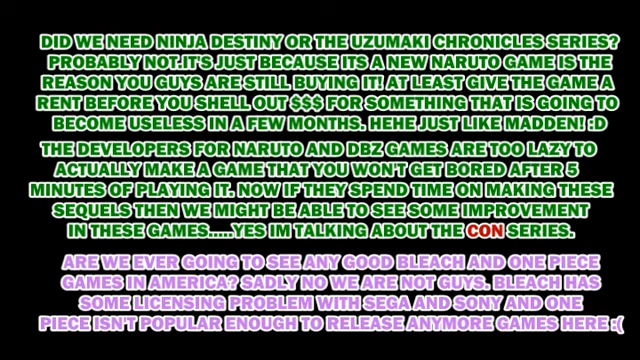 DID WE NEED NINJA DESTINY OR THE UZUMAKI CHRONICLES SERIES?
PROBABLY NOT.IT'S JUST BECAUSE ITS A NEW NARUTO GAME IS THE
REASON YOU GUYS ARE STILL BUYING IT! AT LEAST GIVE THE GAME A
RENT BEFORE YOU SHELL OUT $$$ FOR SOMETHING THAT IS GOING TO
BECOME USELESS IN A FEW MONTHS. HEHE JUST LIKE MADDEN! :D
THE DEVELOPERS FOR NARUTO AND DBZ GAMES ARE TOO LAZY TO
ACTUALLY MAKE A GAME THAT YOU WON'T GET BORED AFTER 5
MINUTES OF PLAYING IT. NOW IF THEY SPEND TIME ON MAKING THESE
SEQUELS THEN WE MIGHT BE ABLE TO SEE SOME IMPROVEMENT
IN THESE GAMES.....YES IM TALKING ABOUT THE CON SERIES.
ARE WE EVER GOING TO SEE ANY GOOD BLEACH AND ONE PIECE
GAMES IN AMERICA? SADLY NO WE ARE NOT GUYS. BLEACH HAS
SOME LICENSING PROBLEM WITH SEGA AND SONY AND ONE
PIECE ISN'T POPULAR ENOUGH TO RELEASE ANYMORE GAMES HERE :(